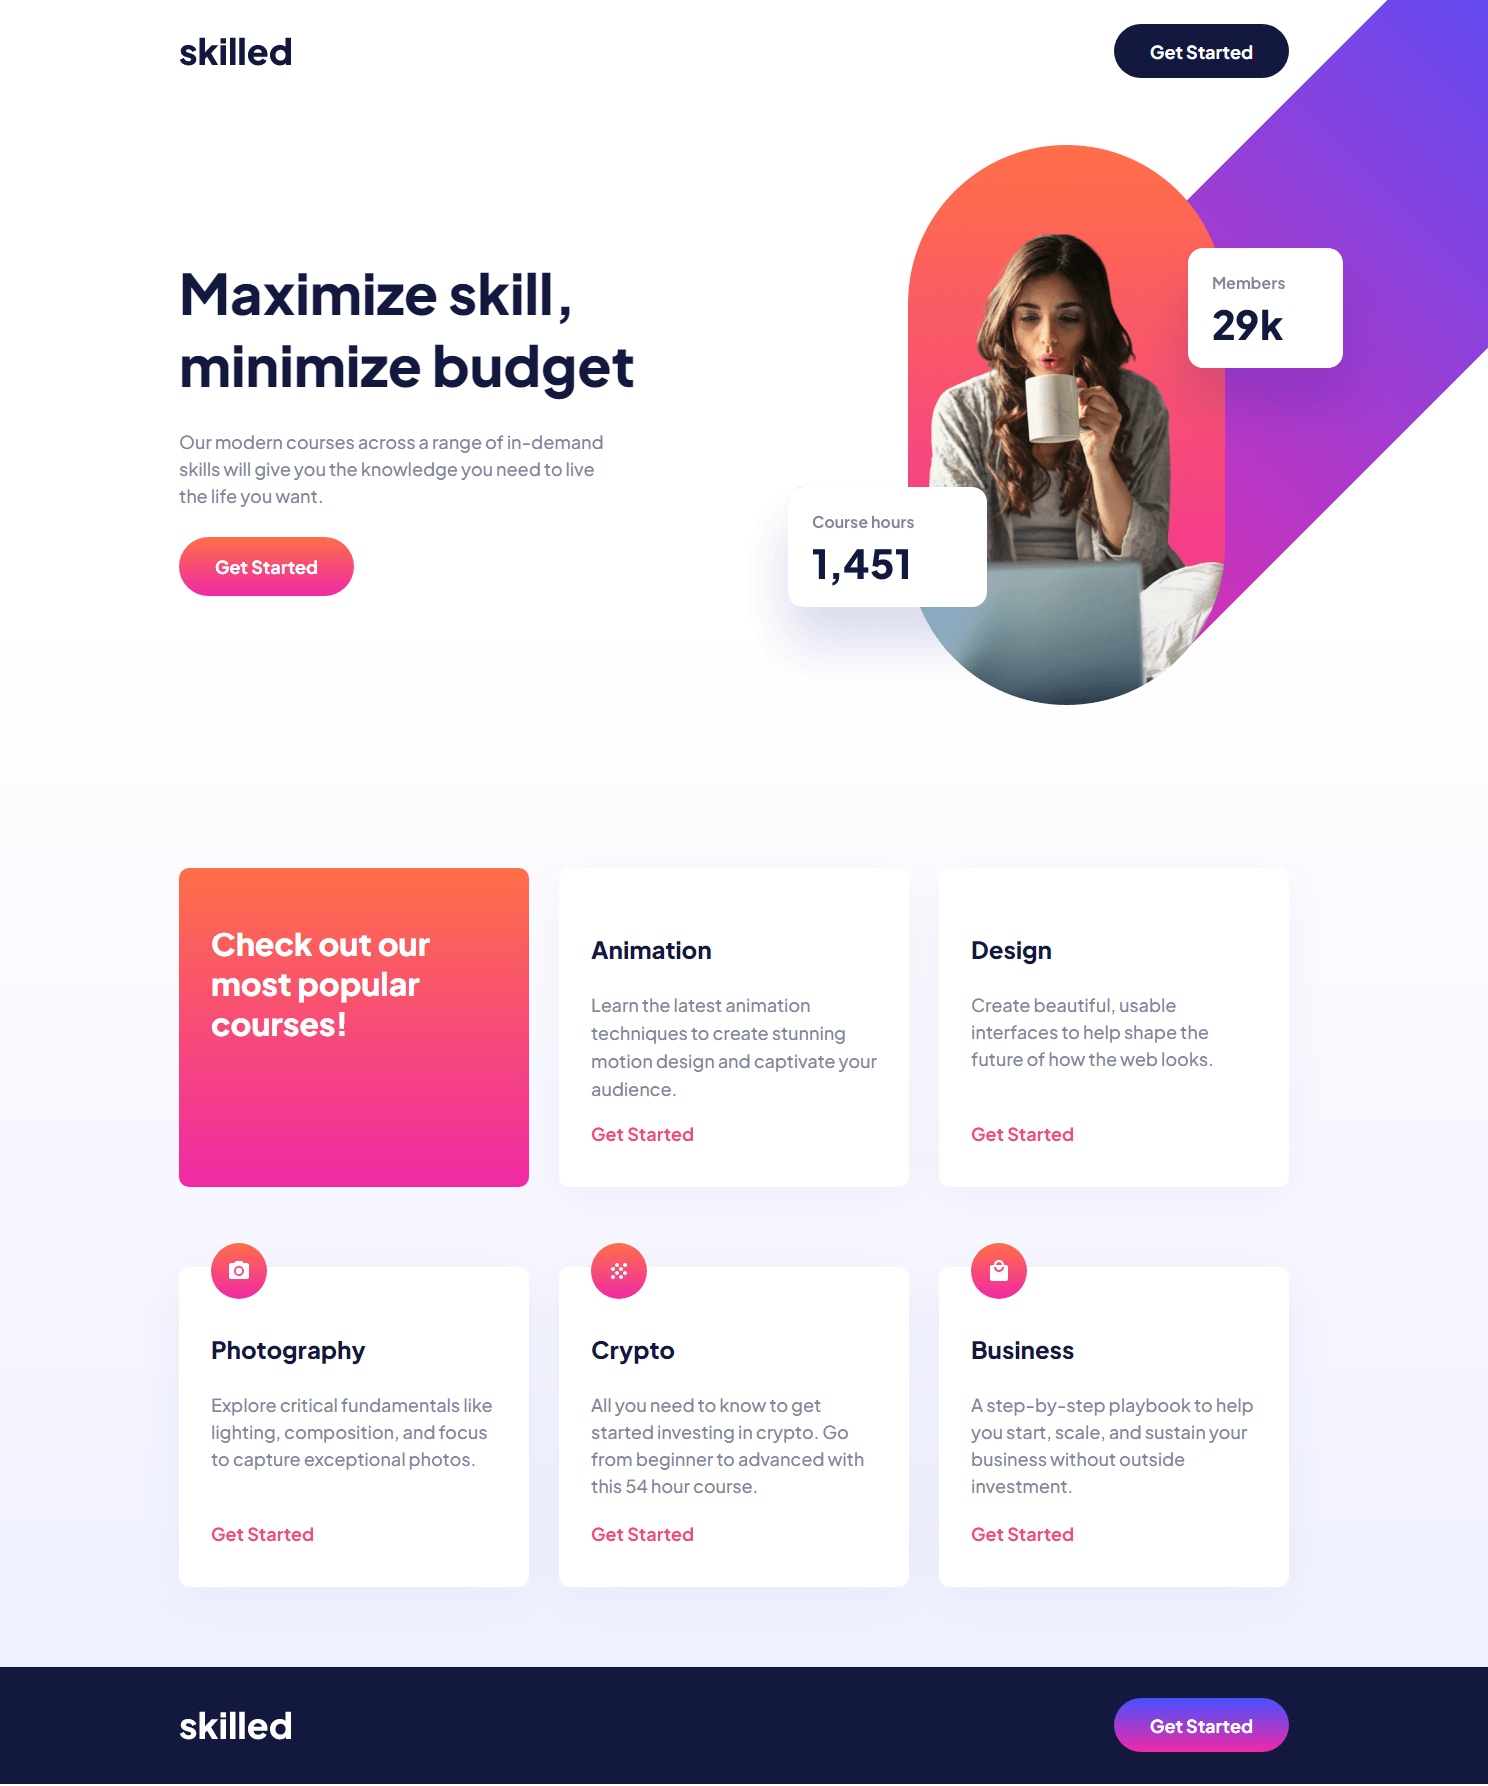 skilled
Get Started
Maximize skill,
minimize budget
Our modern courses across a range of in-demand
skills will give you the knowledge you need to live
the life you want.
Get Started
Members
29k
Course hours
1,451
Check out our
most popular
courses!
Animation
Learn the latest animation
techniques to create stunning
motion design and captivate your
audience.
Get Started
Design
Create beautiful, usable
interfaces to help shape the
future of how the web looks.
Get Started
Photography
Explore critical fundamentals like
lighting, composition, and focus
to capture exceptional photos.
Get Started
Crypto
All you need to know to get
started investing in crypto. Go
from beginner to advanced with
this 54 hour course.
Get Started
Business
A step-by-step playbook to help
you start, scale, and sustain your
business without outside
investment.
Get Started
skilled
Get Started